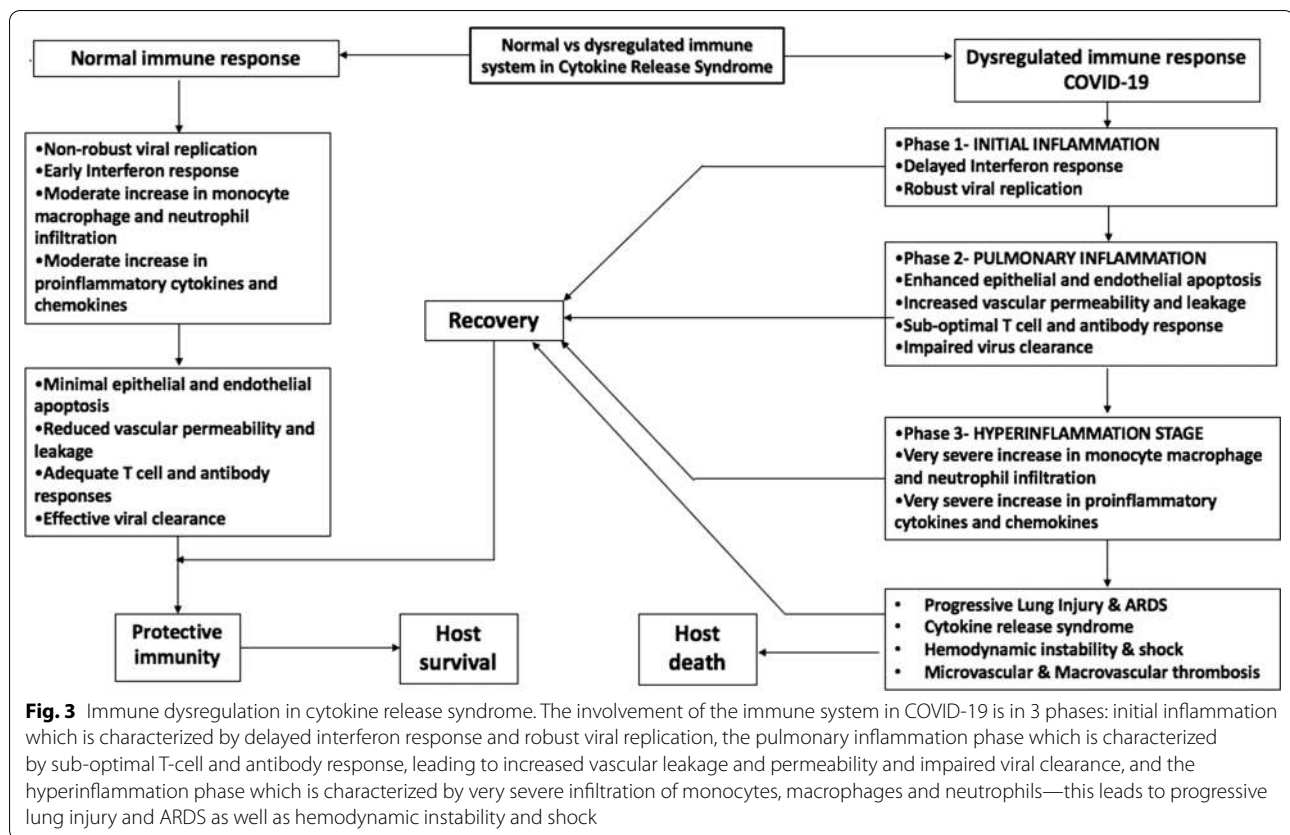 Normal vs dysregulated immune
system in Cytokine Release Syndrome
Normal immune response
•Non-robust viral replication
•Early Interferon response
•Moderate increase in monocyte
macrophage and neutrophil
infiltration
•Moderate increase in
proinflammatory cytokines and
chemokines
•Minimal epithelial and endothelial
apoptosis
•Reduced vascular permeability and
leakage
•Adequate T cell and antibody
responses
•Effective viral clearance
Protective
immunity
Host
survival
Recovery
Dysregulated immune response
COVID-19
•Phase 1- INITIAL INFLAMMATION
•Delayed Interferon response
•Robust viral replication
•Phase 2- PULMONARY INFLAMMATION
•Enhanced epithelial and endothelial apoptosis
•Increased vascular permeability and leakage
•Sub-optimal T cell and antibody response
•Impaired virus clearance
•Phase 3- HYPERINFLAMMATION STAGE
•Very severe increase in monocyte macrophage
and neutrophil infiltration
•Very severe increase in proinflammatory
cytokines and chemokines
• Progressive Lung Injury & ARDS
• Cytokine release syndrome
• Hemodynamic instability & shock
• Microvascular & Macrovascular thrombosis
Host
death
Fig. 3 Immune dysregulation in cytokine release syndrome. The involvement of the immune system in COVID-19 is in 3 phases: initial inflammation
which is characterized by delayed interferon response and robust viral replication, the pulmonary inflammation phase which is characterized
by sub-optimal T-cell and antibody response, leading to increased vascular leakage and permeability and impaired viral clearance, and the
hyperinflammation phase which is characterized by very severe infiltration of monocytes, macrophages and neutrophils—this leads to progressive
lung injury and ARDS as well as hemodynamic instability and shock